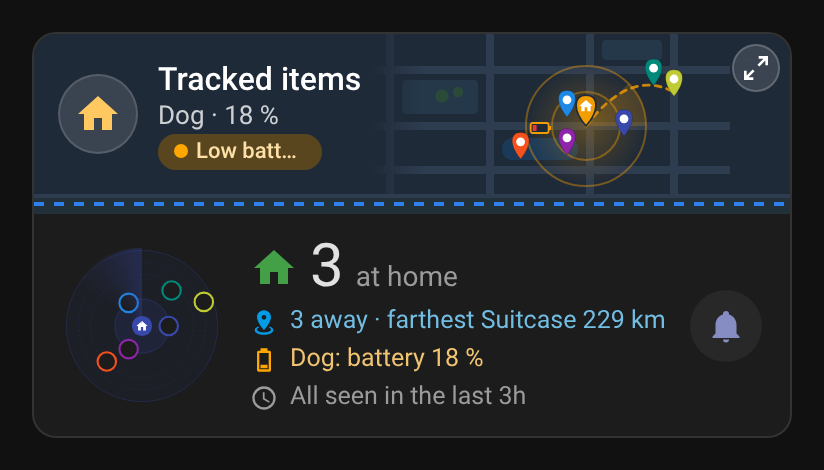 Tracked items
Dog · 18 %
Low batt...
3 at home
3 away · farthest Suitcase 229 km
Dog: battery 18 %
All seen in the last 3h